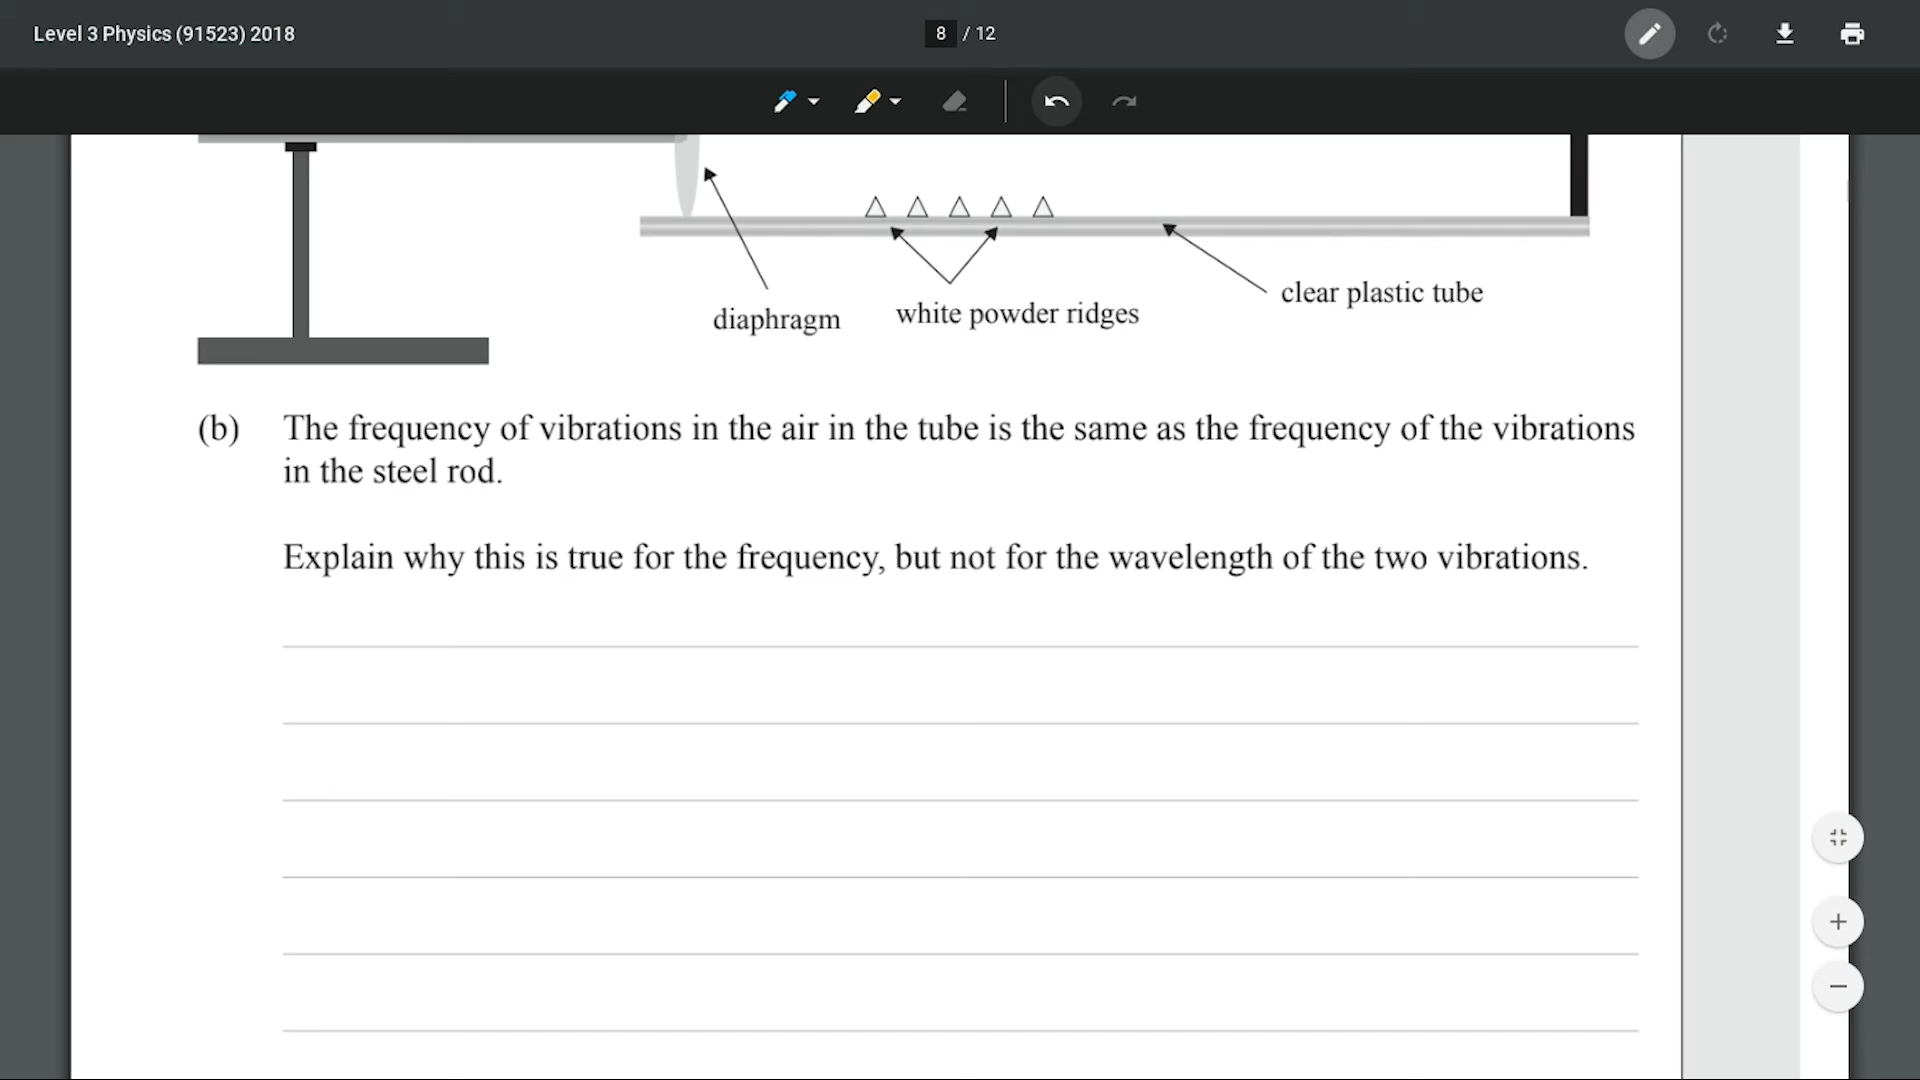 Level 3 Physics (91523) 2018
8 / 12
diaphragm
white powder ridges
clear plastic tube
(b) The frequency of vibrations in the air in the tube is the same as the frequency of the vibrations
in the steel rod.
Explain why this is true for the frequency, but not for the wavelength of the two vibrations.